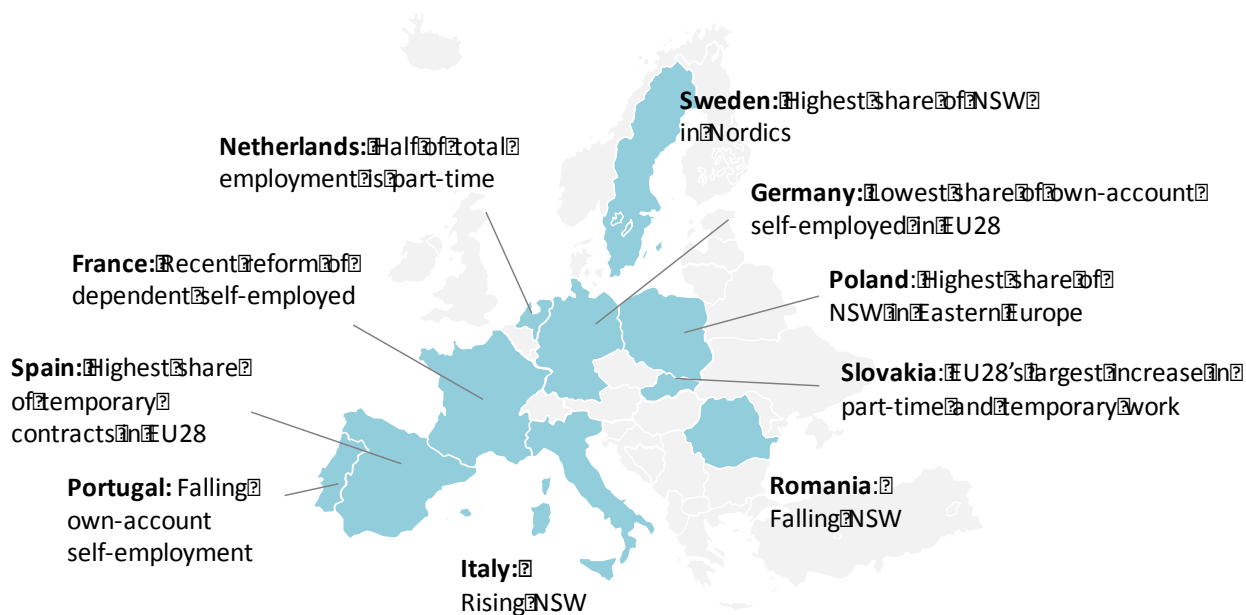 Sweden: Highest share of NSW
in Nordics
Netherlands: Half of total
employment is part-time
Germany: Lowest share of own-account
self-employed in EU28
France: Recent reform of
dependent self-employed
Poland: Highest share of
NSW in Eastern Europe
Spain: Highest share
of temporary
contracts in EU28
Slovakia: EU28's largest increase in
part-time and temporary work
Portugal: Falling
own-account
self-employment
Romania:
Falling NSW
Italy:
Rising NSW